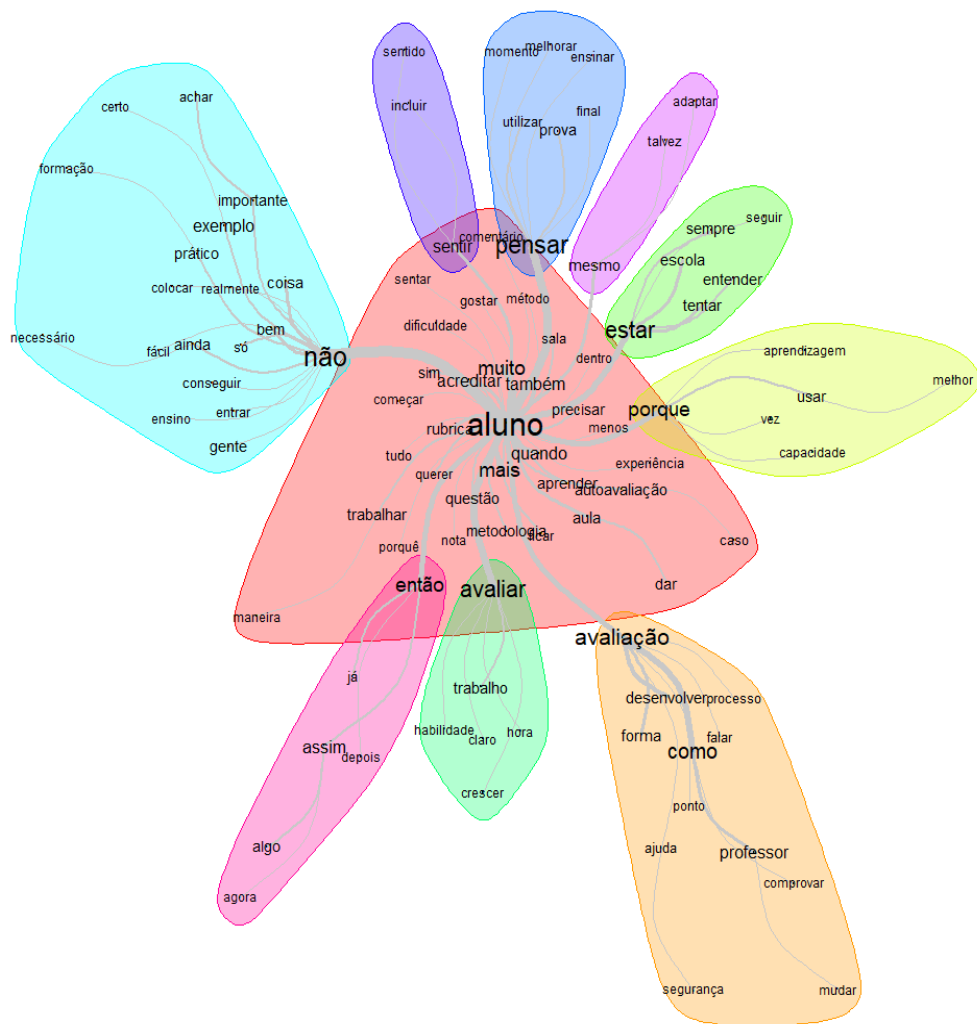 sentido
incluir
sentir
momento
melhorar
ensinar
utilizar
prova
final
comentário
pensar
adaptar
talvez
mesmo
seguir
sempre
escola
entender
tentar
estar
certo
achar
formação
importante
exemplo
prático
colocar
realmente
coisa
necessário
fácil
ainda
só
bem
não
conseguir
ensino
entrar
gente
sentar
gostar
método
dificuldade
sala
dentro
muito
sim
acreditar
também
começar
precisar
aluno
menos
rubrica
quando
tudo
querer
mais
aprender
experiência
autoavaliação
questão
trabalhar
metodologia
ficar
aula
porquê
nota
caso
dar
maneira
porque
aprendizagem
usar
melhor
vez
capacidade
então
já
assim
depois
algo
agora
avaliar
trabalho
habilidade
claro
hora
crescer
avaliação
desenvolver
processo
forma
falar
como
ponto
ajuda
professor
comprovar
segurança
mudar